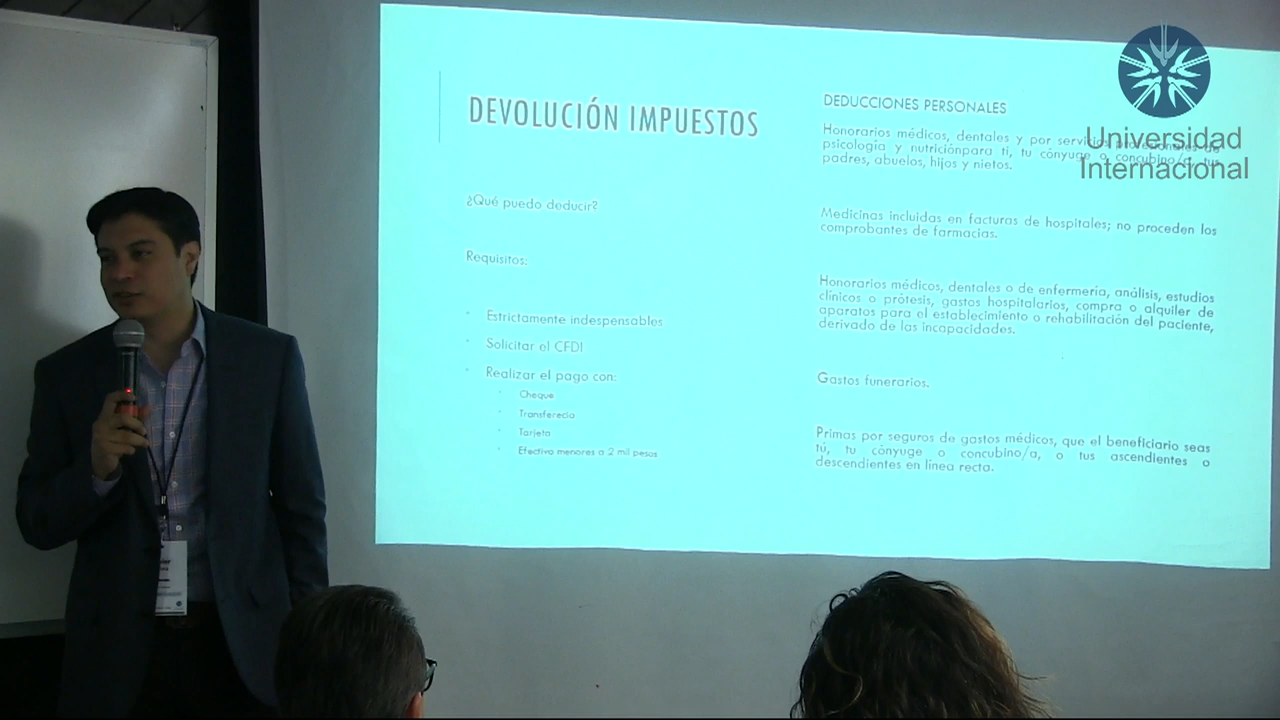 DEVOLUCIÓN IMPUESTOS
¿Qué puedo deducir?
Requisitos:
Estrictamente indespensables
Solicitar el CFDI
Realizar el pago con:
Cheque
Transferecia
Tarjeta
Efectivo menores a 2 mil pesos
DEDUCCIONES PERSONALES
Honorarios médicos, dentales y por servicios profesionales de
psicología y nutriciónpara ti, tu cónyuge o concubino/a, tus
padres, abuelos, hijos y nietos.
Medicinas incluidas en facturas de hospitales; no proceden los
comprobantes de farmacias.
Honorarios médicos, dentales o de enfermería, análisis, estudios
clínicos o prótesis, gastos hospitalarios, compra o alquiler de
aparatos para el establecimiento o rehabilitación del paciente,
derivado de las incapacidades.
Gastos funerarios.
Primas por seguros de gastos médicos, que el beneficiario seas
tú, tu cónyuge o concubino/a, o tus ascendientes o
descendientes en línea recta.
Universidad
Internacional